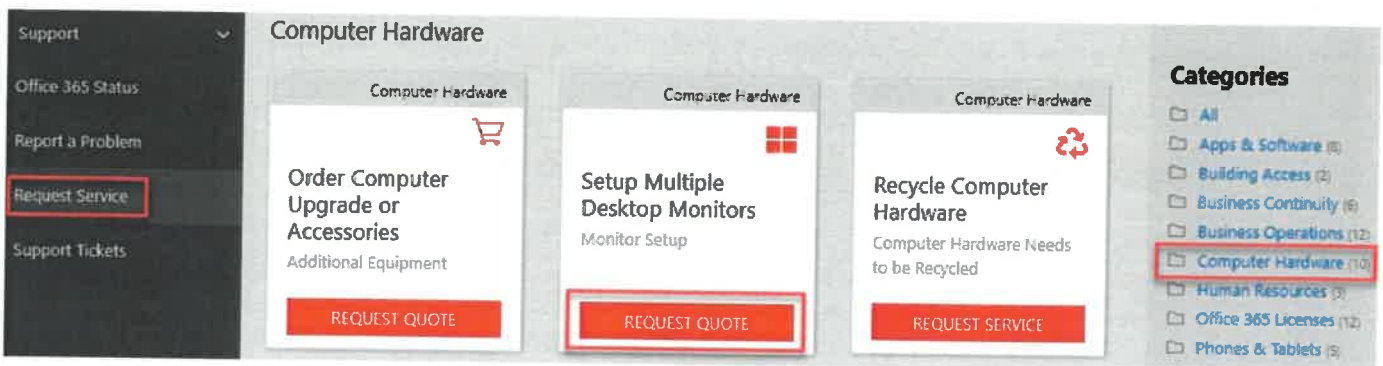 Support
Office 365 Status
Report a Problem
Request Service
Support Tickets
Computer Hardware
Computer Hardware
Order Computer
Upgrade or
Accessories
Additional Equipment
REQUEST QUOTE
Computer Hardware
Setup Multiple
Desktop Monitors
Monitor Setup
REQUEST QUOTE
Computer Hardware
Recycle Computer
Hardware
Computer Hardware Needs
to be Recycled
REQUEST SERVICE
Categories
All
Apps & Software
Building Access (2)
Business Continuity (6)
Business Operations (12)
Computer Hardware (10)
Human Resources (3)
Office 365 Licenses (12)
Phones & Tablets (5)